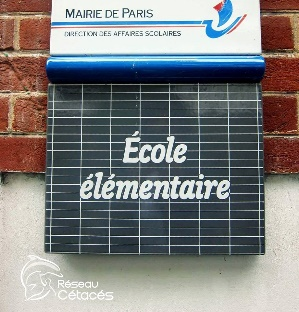 MAIRIE DE PARIS
DIRECTION DES AFFAIRES SCOLAIRES
École
élémentaire
Réseau
Cétacés